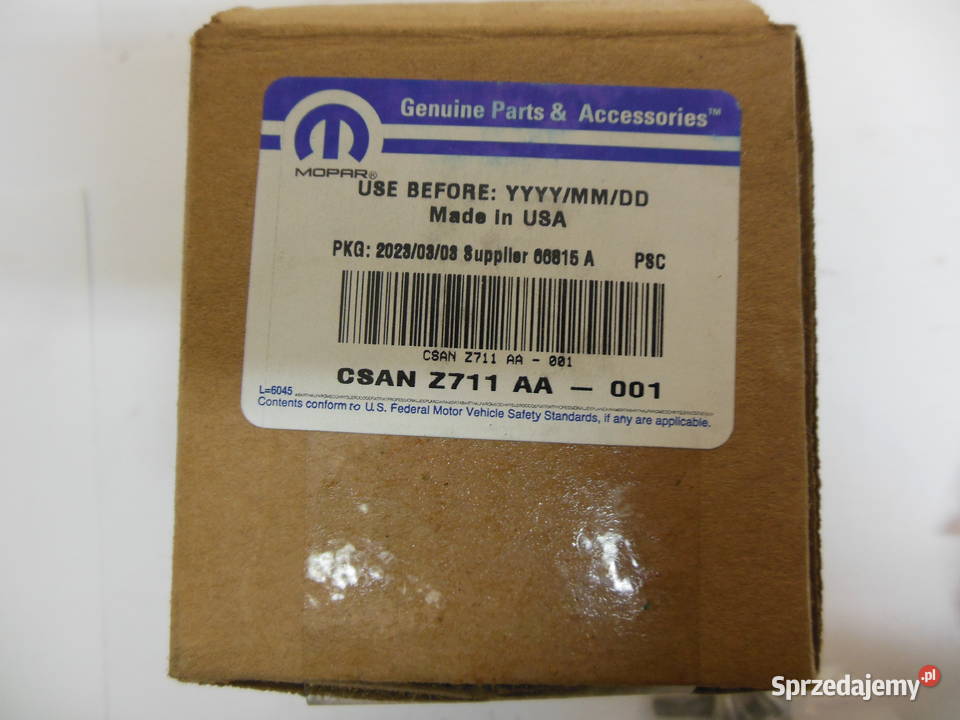 Genuine Parts & Accessories™
MOPAR®
USE BEFORE: YYYY/MM/DD
Made in USA
PKG: 2023/03/03 Supplier 66815 A PSC
CSAN Z711 AA - 001
CSAN Z711 AA - 001
L=6045
Contents conform to U.S. Federal Motor Vehicle Safety Standards, if any are applicable.
Sprzedajemy.pl